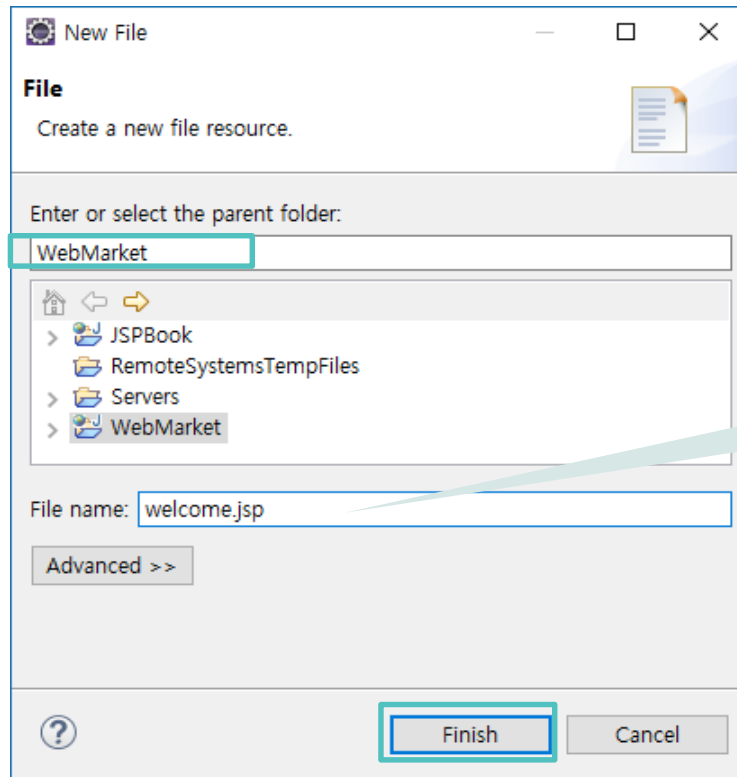 New File
File
Create a new file resource.
Enter or select the parent folder:
WebMarket
JSPBook
RemoteSystemsTempFiles
Servers
WebMarket
File name: welcome.jsp
Advanced >>
? Finish Cancel